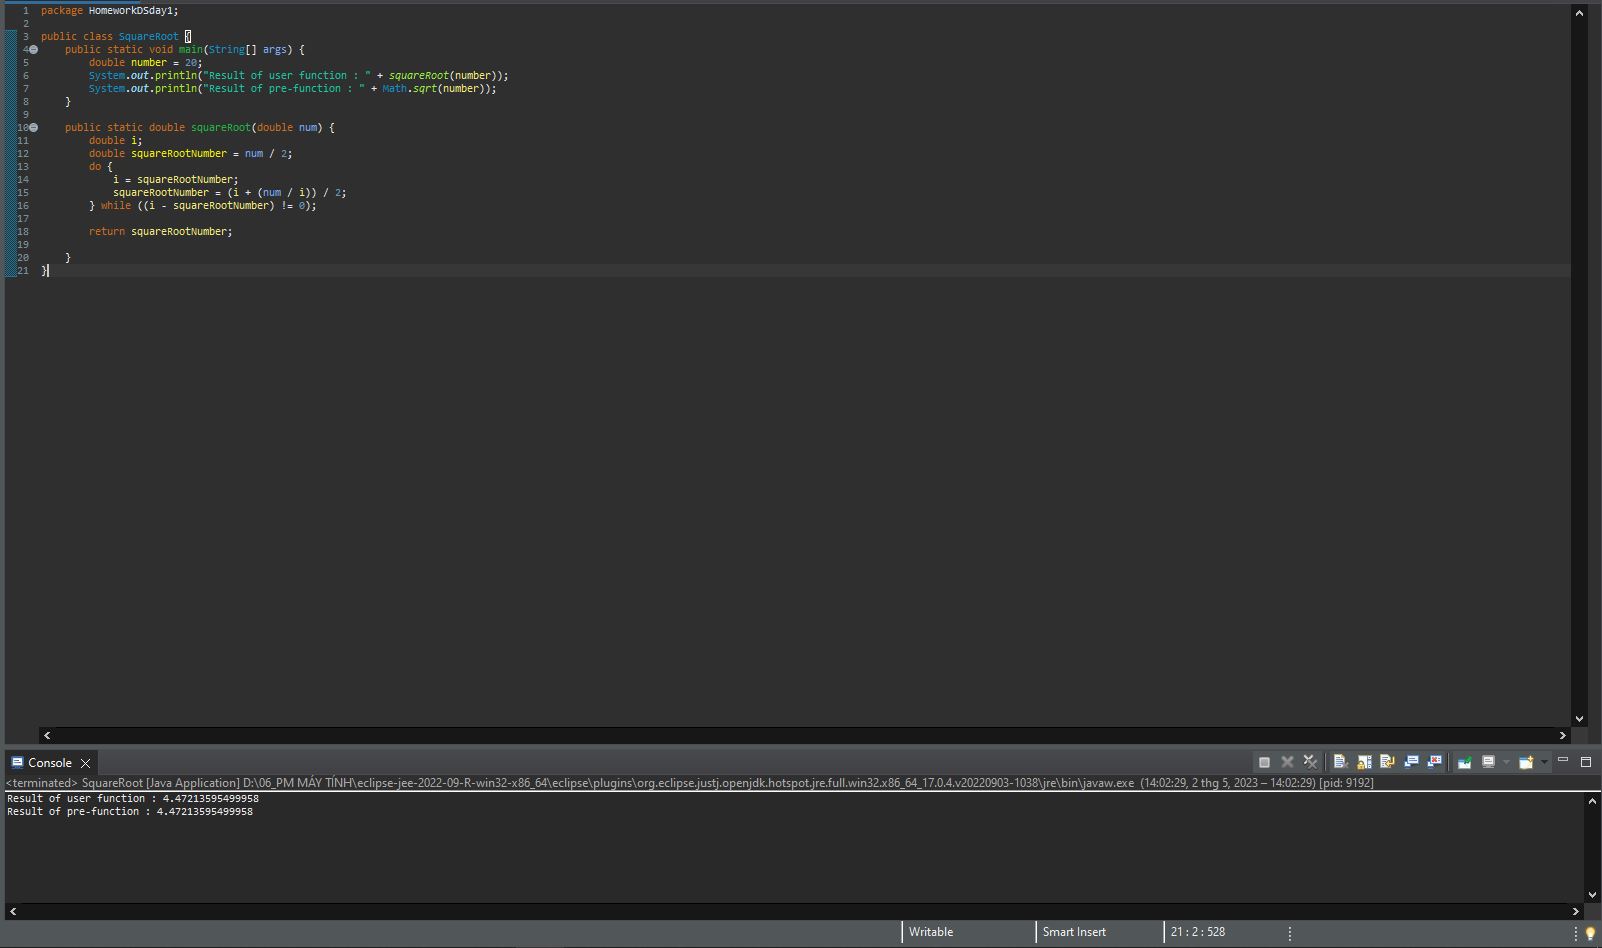 1 package HomeworkDSday1;
2
3 public class SquareRoot {
4 public static void main(String[] args) {
5 double number = 20;
6 System.out.println("Result of user function : " + squareRoot(number));
7 System.out.println("Result of pre-function : " + Math.sqrt(number));
8 }
9
10 public static double squareRoot(double num) {
11 double i;
12 double squareRootNumber = num / 2;
13 do {
14 i = squareRootNumber;
15 squareRootNumber = (i + (num / i)) / 2;
16 } while ((i - squareRootNumber) != 0);
17
18 return squareRootNumber;
19
20 }
21 }
Console
<terminated> SquareRoot [Java Application] D:\06_PM MÁY TÍNH\eclipse-jee-2022-09-R-win32-x86_64\eclipse\plugins\org.eclipse.justj.openjdk.hotspot.jre.full.win32.x86_64_17.0.4.v20220903-1038\jre\bin\javaw.exe (14:02:29, 2 thg 5, 2023 – 14:02:29) [pid: 9192]
Result of user function : 4.47213595499958
Result of pre-function : 4.47213595499958
Writable Smart Insert 21 : 2 : 528